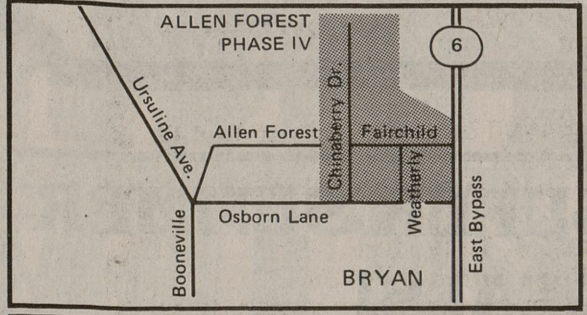 ALLEN FOREST
PHASE IV
6
Ursuline Ave.
Chinaberry Dr.
Allen Forest
Fairchild
Weatherly
Osborn Lane
Booneville
East Bypass
BRYAN